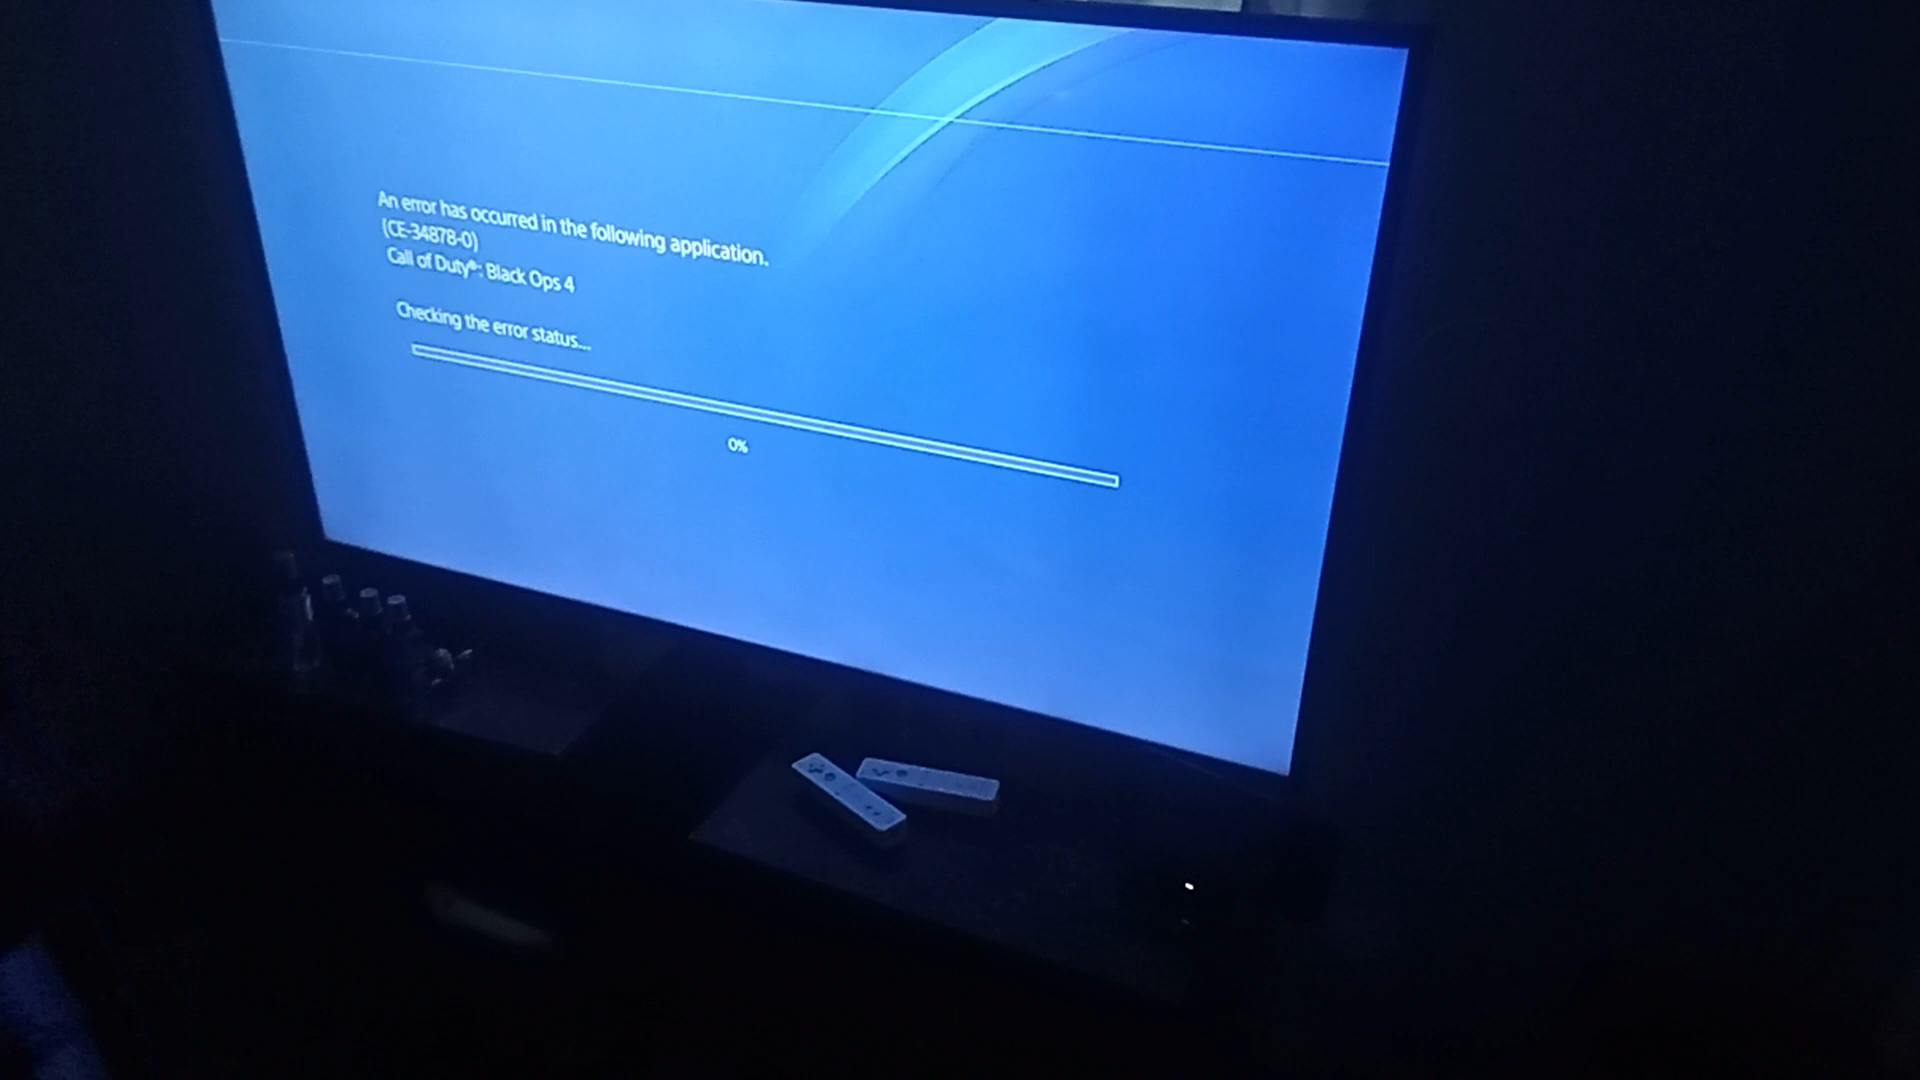 An error has occurred in the following application.
(CE-34878-0)
Call of Duty®: Black Ops 4
Checking the error status...
0%